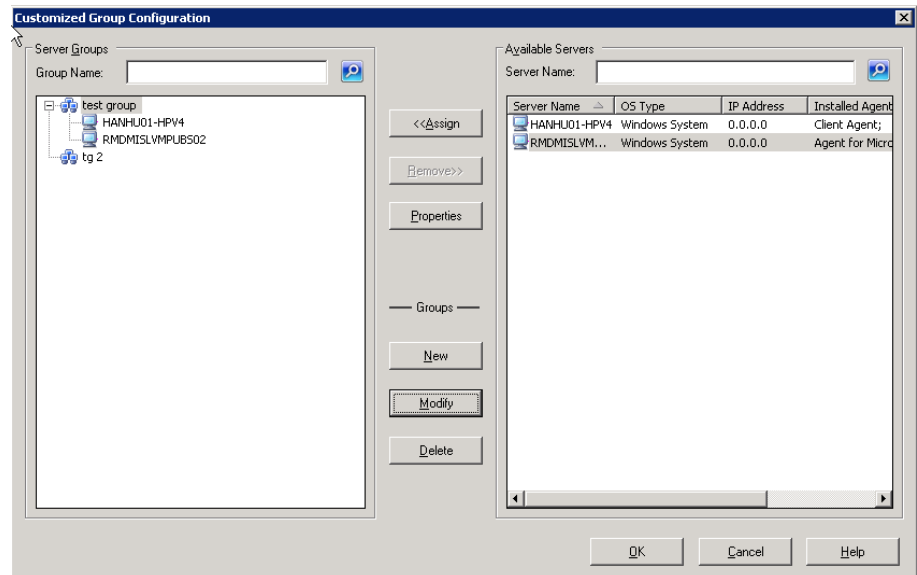 Customized Group Configuration
Server Groups
Group Name:
test group
HANHU01-HPV4
RMDMISLVMPUBS02
tg 2
<<Assign
Remove>>
Properties
Groups
New
Modify
Delete
Available Servers
Server Name:
Server Name OS Type IP Address Installed Agent
HANHU01-HPV4 Windows System 0.0.0.0 Client Agent;
RMDMISLVM... Windows System 0.0.0.0 Agent for Micro
OK Cancel Help